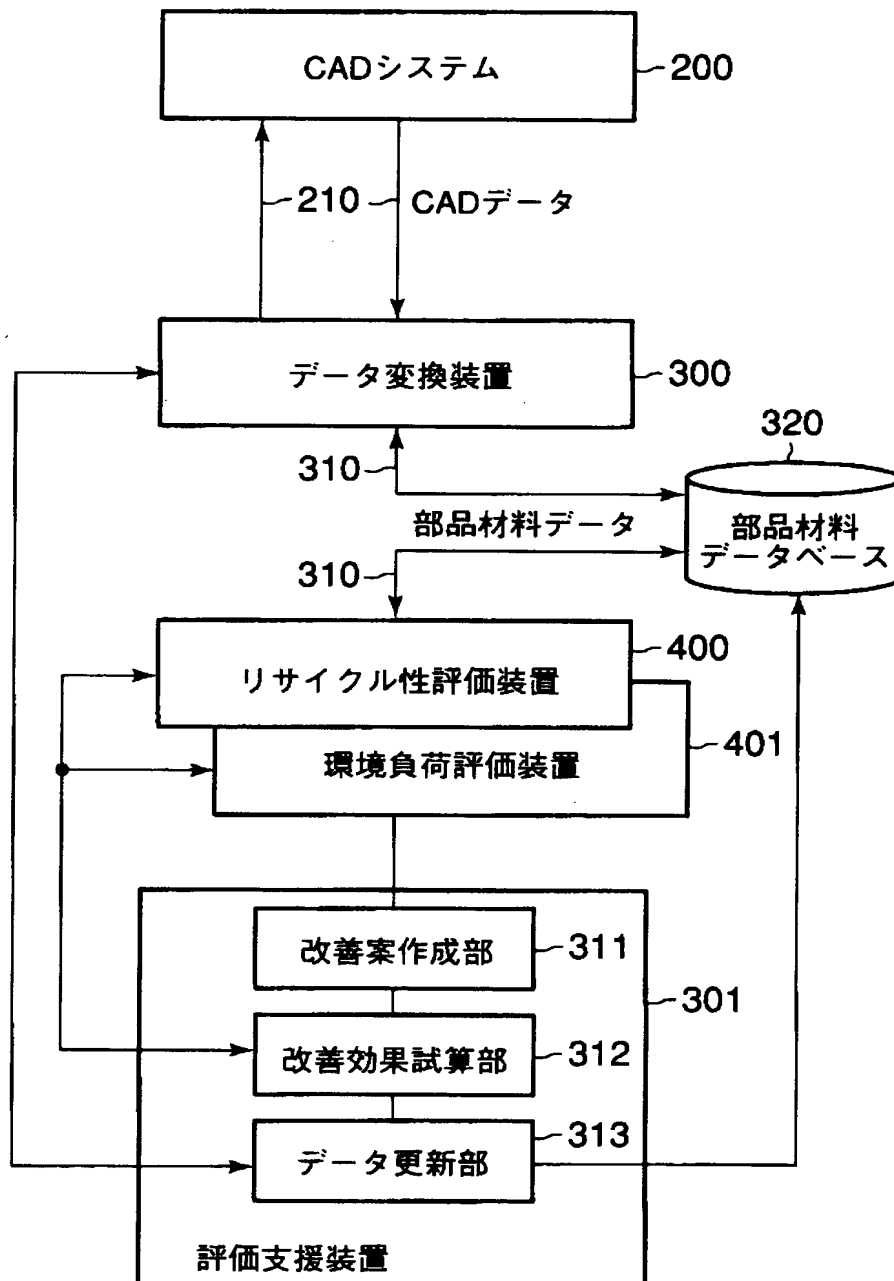 CADシステム
200
210
CADデータ
データ変換装置
300
320
310
部品材料データ
部品材料
データベース
310
400
リサイクル性評価装置
401
環境負荷評価装置
改善案作成部
311
301
改善効果試算部
312
313
データ更新部
評価支援装置